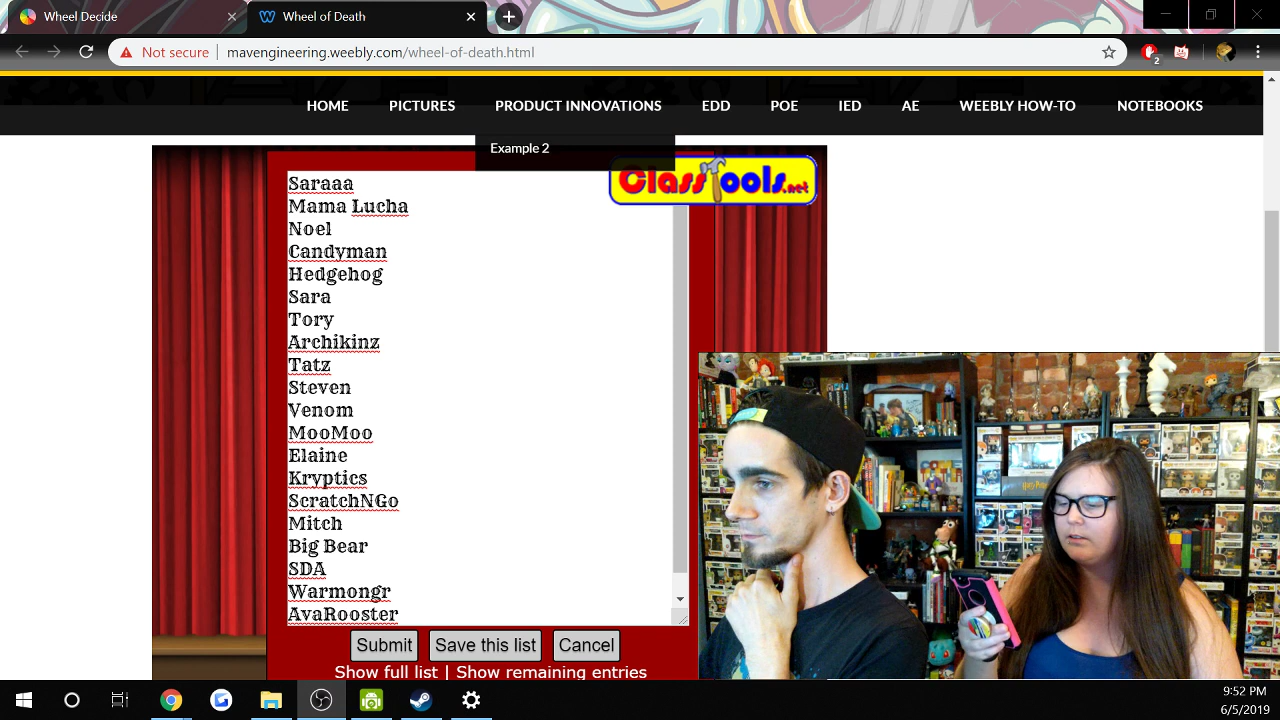 Wheel Decide
Wheel of Death
Not secure
mavengineering.weebly.com/wheel-of-death.html
2
HOME
PICTURES
PRODUCT INNOVATIONS
EDD
POE
IED
AE
WEEBLY HOW-TO
NOTEBOOKS
Example 2
ClassTools.net
Saraaa
Mama Lucha
Noel
Candyman
Hedgehog
Sara
Tory
Archikinz
Tatz
Steven
Venom
MooMoo
Elaine
Kryptics
ScratchNGo
Mitch
Big Bear
SDA
Warmongr
AvaRooster
Submit
Save this list
Cancel
Show full list | Show remaining entries
9:52 PM
6/5/2019